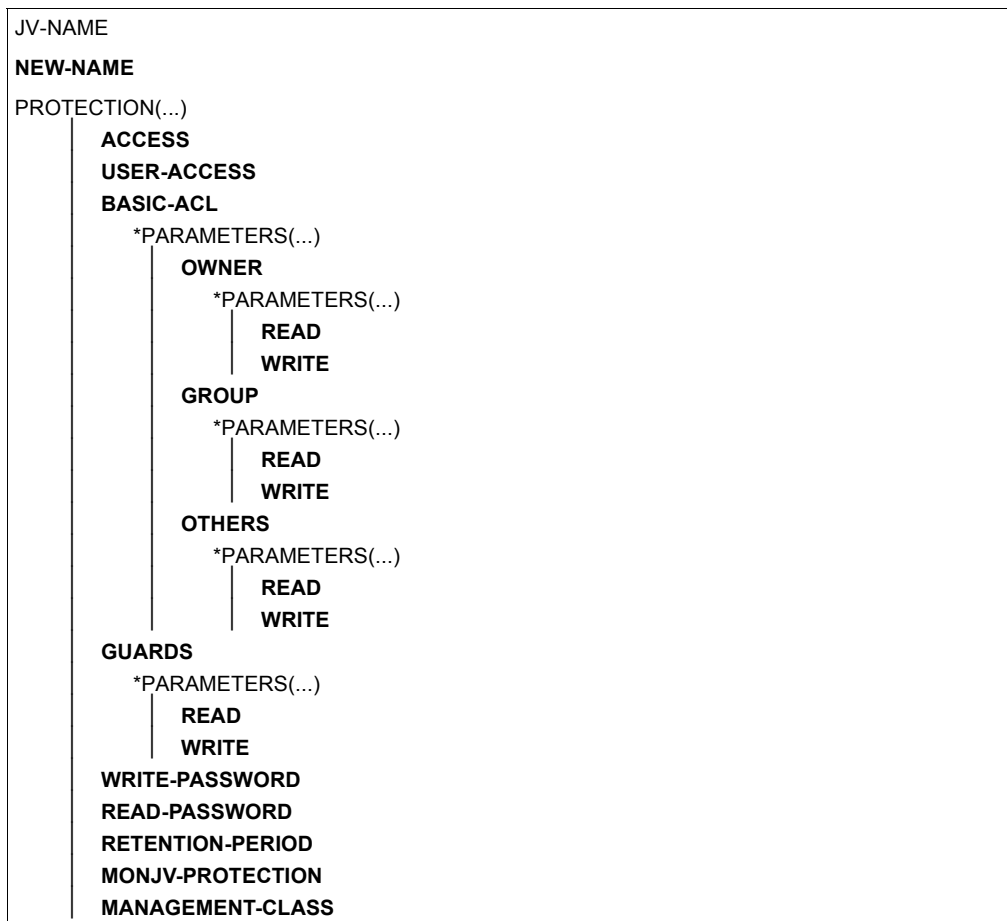 JV-NAME
NEW-NAME
PROTECTION(...)
ACCESS
USER-ACCESS
BASIC-ACL
*PARAMETERS(...)
OWNER
*PARAMETERS(...)
READ
WRITE
GROUP
*PARAMETERS(...)
READ
WRITE
OTHERS
*PARAMETERS(...)
READ
WRITE
GUARDS
*PARAMETERS(...)
READ
WRITE
WRITE-PASSWORD
READ-PASSWORD
RETENTION-PERIOD
MONJV-PROTECTION
MANAGEMENT-CLASS